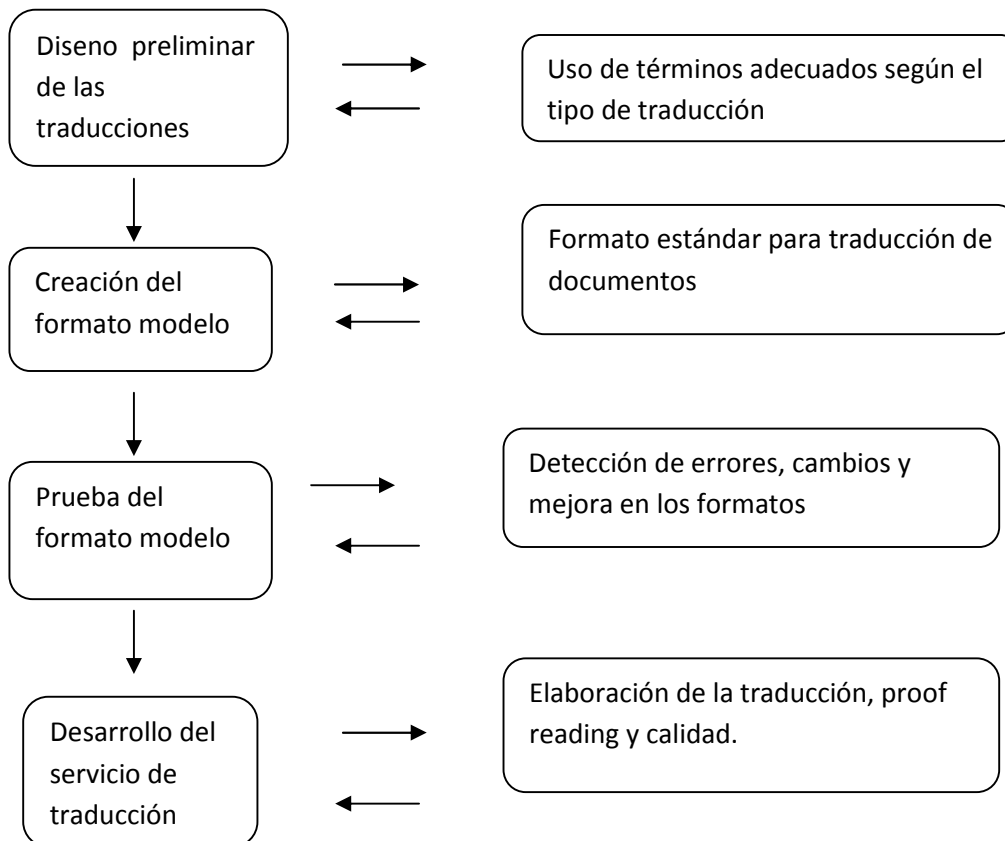 Diseno preliminar
de las
traducciones
Uso de términos adecuados según el
tipo de traducción
Creación del
formato modelo
Formato estándar para traducción de
documentos
Prueba del
formato modelo
Detección de errores, cambios y
mejora en los formatos
Desarrollo del
servicio de
traducción
Elaboración de la traducción, proof
reading y calidad.